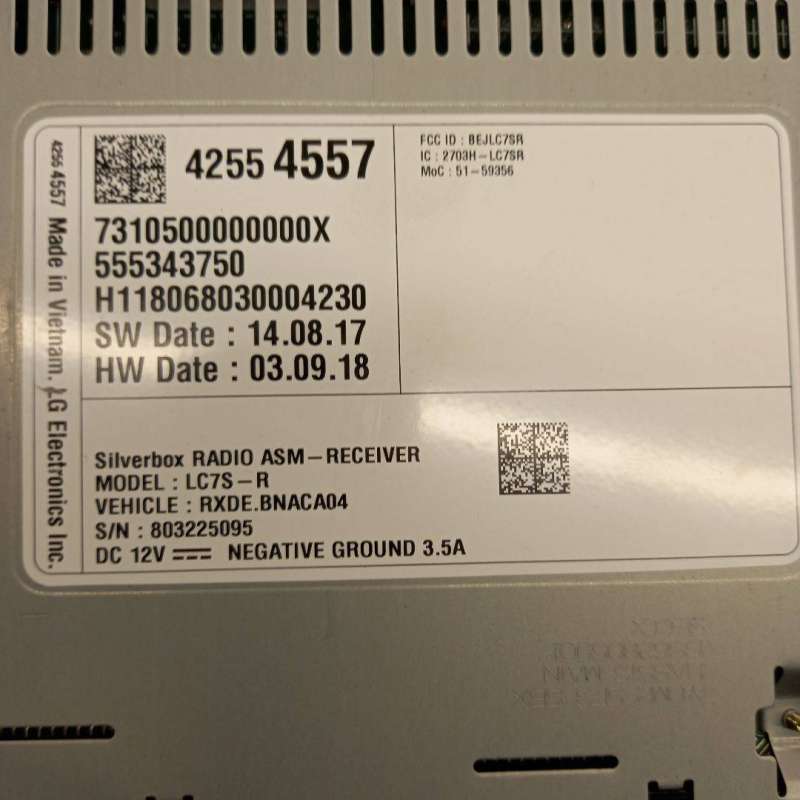 4255 4557 Made in Vietnam. LG Electronics Inc.
4255 4557
7310500000000X
555343750
H118068030004230
SW Date : 14.08.17
HW Date : 03.09.18
FCC ID : BEJLC7SR
IC : 2703H-LC7SR
MoC : 51-59356
Silverbox RADIO ASM-RECEIVER
MODEL : LC7S-R
VEHICLE : RXDE.BNACA04
S/N : 803225095
DC 12V NEGATIVE GROUND 3.5A